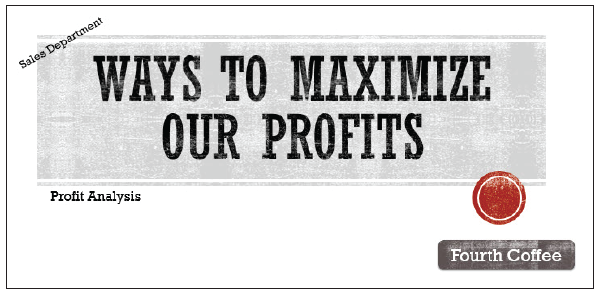 Sales Department
WAYS TO MAXIMIZE
OUR PROFITS
Profit Analysis
Fourth Coffee